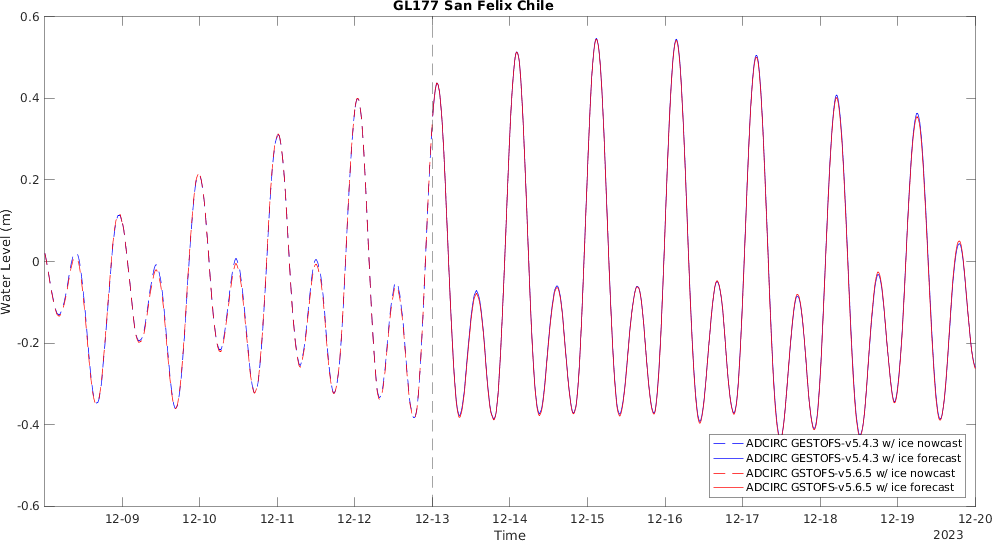 GL177 San Felix Chile
0.6
0.4
0.2
0
-0.2
-0.4
-0.6
Water Level (m)
ADCIRC GESTOFS-v5.4.3 w/ ice nowcast
ADCIRC GESTOFS-v5.4.3 w/ ice forecast
ADCIRC GSTOFS-v5.6.5 w/ ice nowcast
ADCIRC GSTOFS-v5.6.5 w/ ice forecast
12-09 12-10 12-11 12-12 12-13 12-14 12-15 12-16 12-17 12-18 12-19 12-20
Time
2023